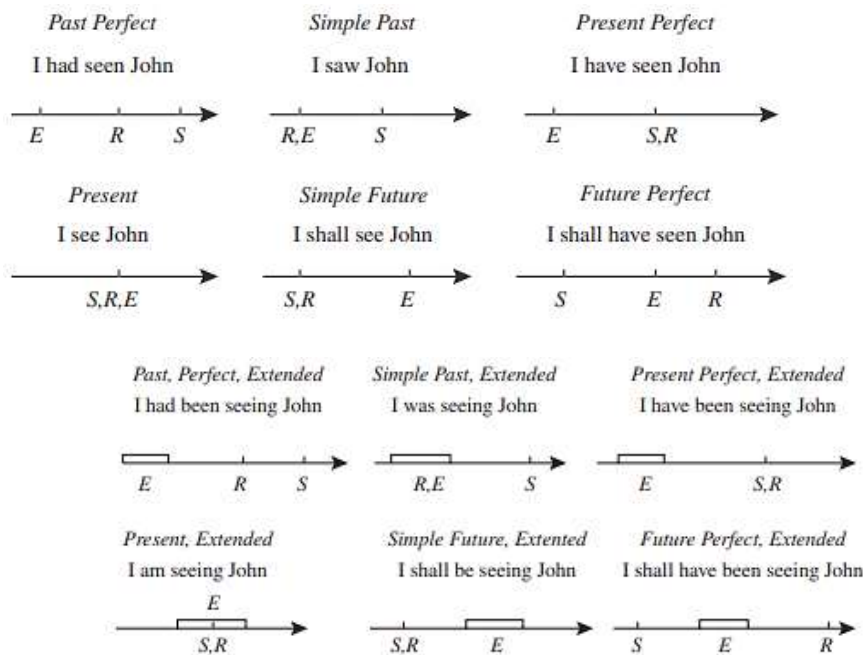 Past Perfect Simple Past Present Perfect
I had seen John I saw John I have seen John
E R S R,E S E S,R
Present Simple Future Future Perfect
I see John I shall see John I shall have seen John
S,R,E S,R E S E R
Past, Perfect, Extended Simple Past, Extended Present Perfect, Extended
I had been seeing John I was seeing John I have been seeing John
E R S R,E S E S,R
Present, Extended Simple Future, Extented Future Perfect, Extended
I am seeing John I shall be seeing John I shall have been seeing John
E
S,R S,R E S E R